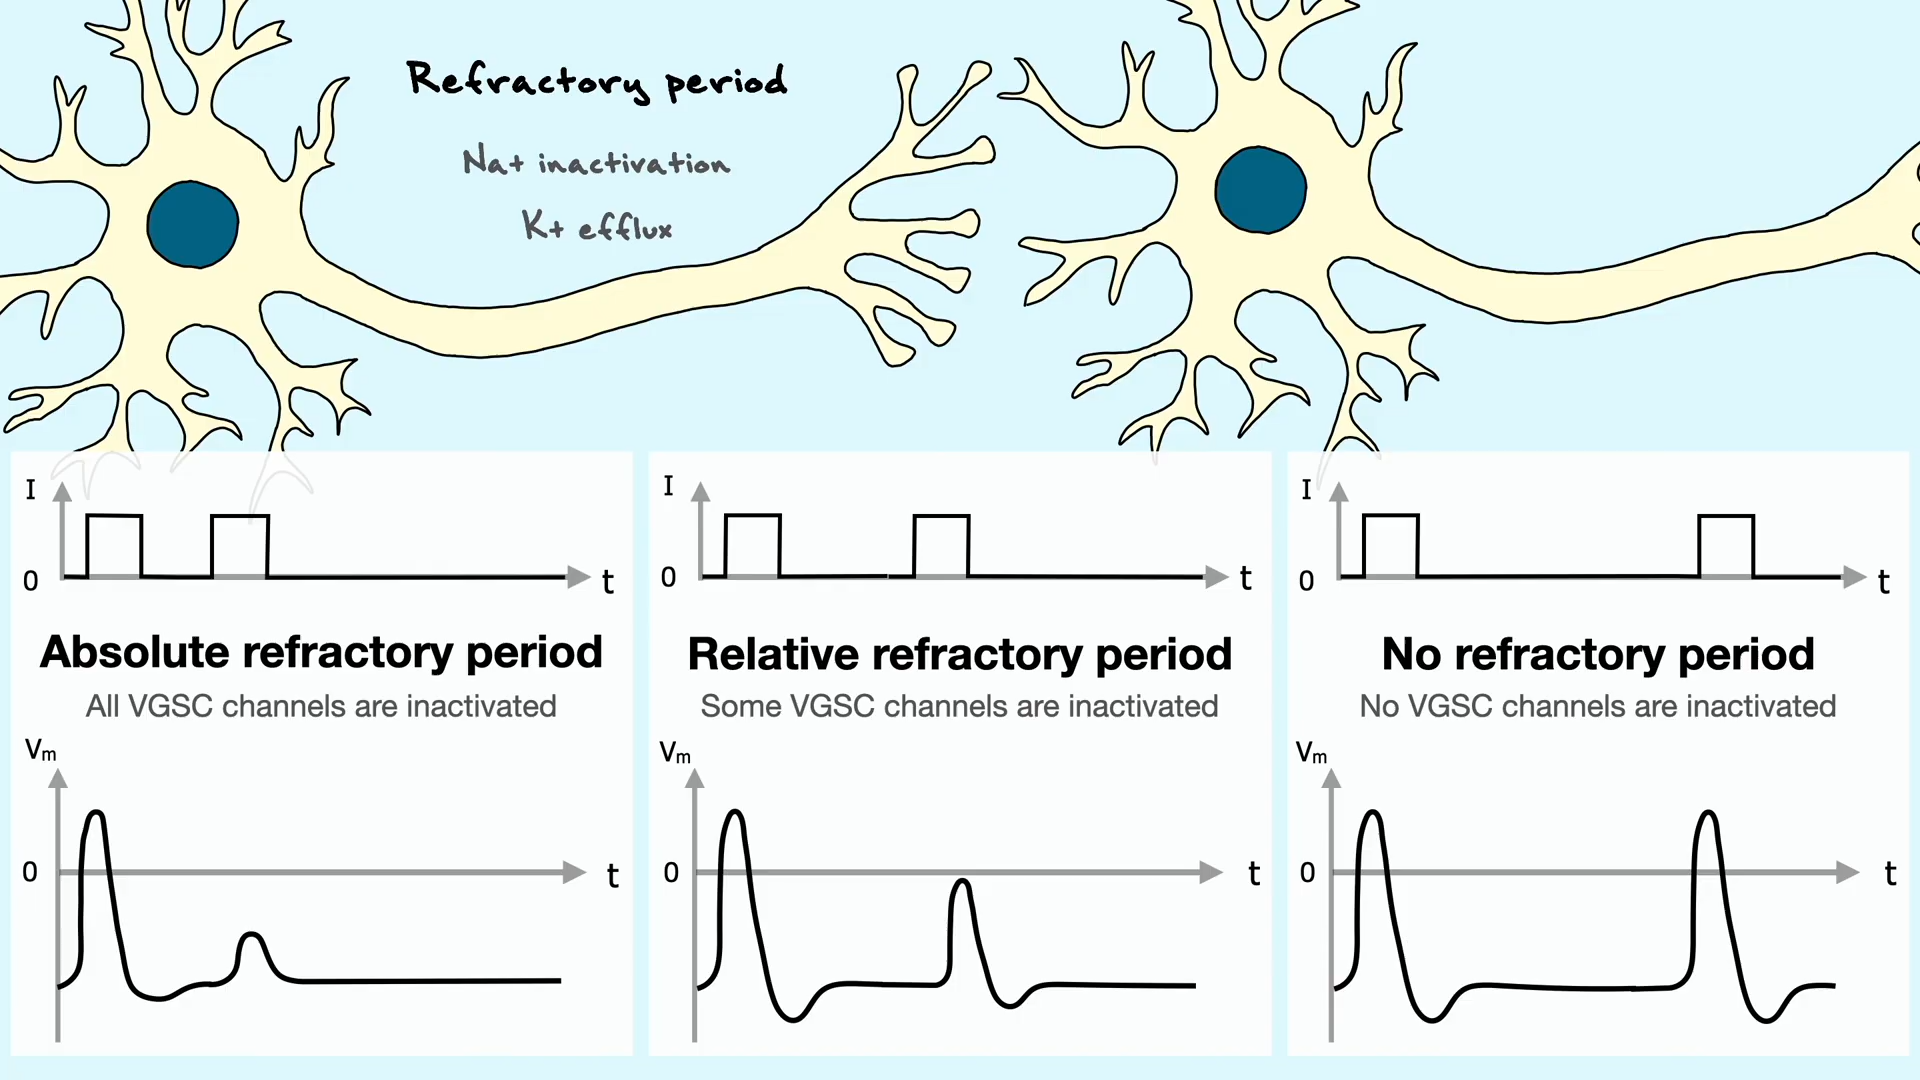 Refractory period
Na+ inactivation
K+ efflux
I
0
t
Absolute refractory period
All VGSC channels are inactivated
Vm
0
t
I
0
t
Relative refractory period
Some VGSC channels are inactivated
Vm
0
t
I
0
t
No refractory period
No VGSC channels are inactivated
Vm
0
t